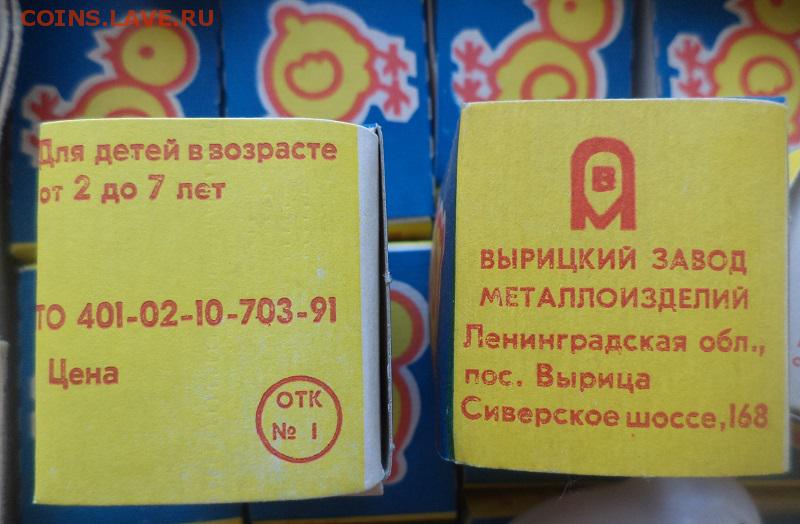 COINS.LAVE.RU
Для детей в возрасте
от 2 до 7 лет
ТО 401-02-10-703-91
Цена
ОТК
№ 1
В
ВЫРИЦКИЙ ЗАВОД
МЕТАЛЛОИЗДЕЛИЙ
Ленинградская обл.,
пос. Вырица
Сиверское шоссе, 168